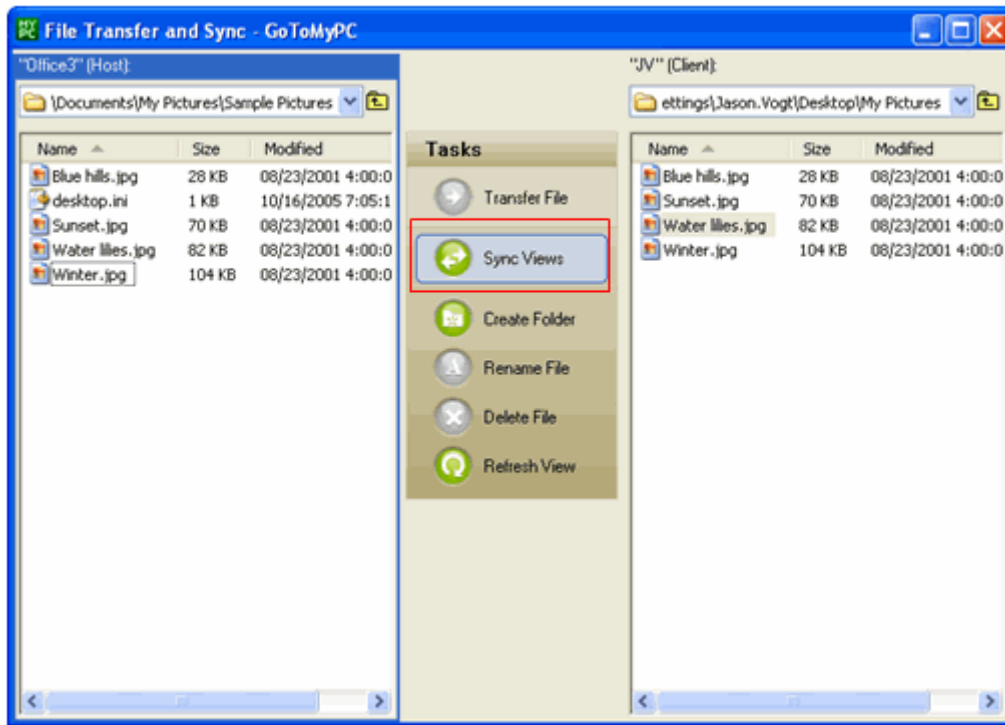 File Transfer and Sync - GoToMyPC
"Office3" (Host):
\Documents\My Pictures\Sample Pictures
Name Size Modified
Blue hills.jpg 28 KB 08/23/2001 4:00:0
desktop.ini 1 KB 10/16/2005 7:05:1
Sunset.jpg 70 KB 08/23/2001 4:00:0
Water lilies.jpg 82 KB 08/23/2001 4:00:0
Winter.jpg 104 KB 08/23/2001 4:00:0
Tasks
Transfer File
Sync Views
Create Folder
Rename File
Delete File
Refresh View
"JV" (Client):
ettings\Jason.Vogt\Desktop\My Pictures
Name Size Modified
Blue hills.jpg 28 KB 08/23/2001 4:00:0
Sunset.jpg 70 KB 08/23/2001 4:00:0
Water lilies.jpg 82 KB 08/23/2001 4:00:0
Winter.jpg 104 KB 08/23/2001 4:00:0